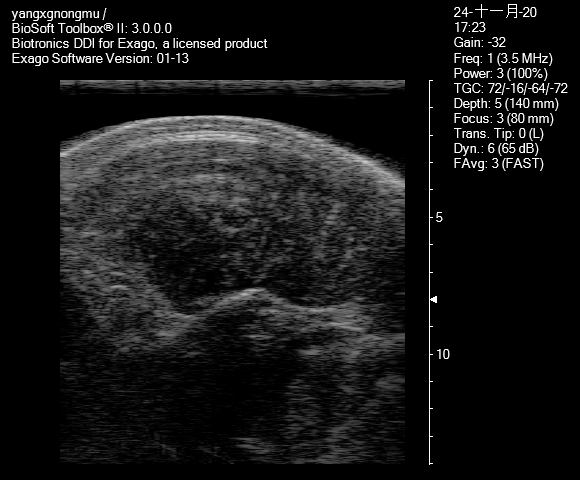 yangxgnongmu /
BioSoft Toolbox® II: 3.0.0.0
Biotronics DDI for Exago, a licensed product
Exago Software Version: 01-13
24-十一月-20
17:23
Gain: -32
Freq: 1 (3.5 MHz)
Power: 3 (100%)
TGC: 72/-16/-64/-72
Depth: 5 (140 mm)
Focus: 3 (80 mm)
Trans. Tip: 0 (L)
Dyn.: 6 (65 dB)
FAvg: 3 (FAST)
5
10